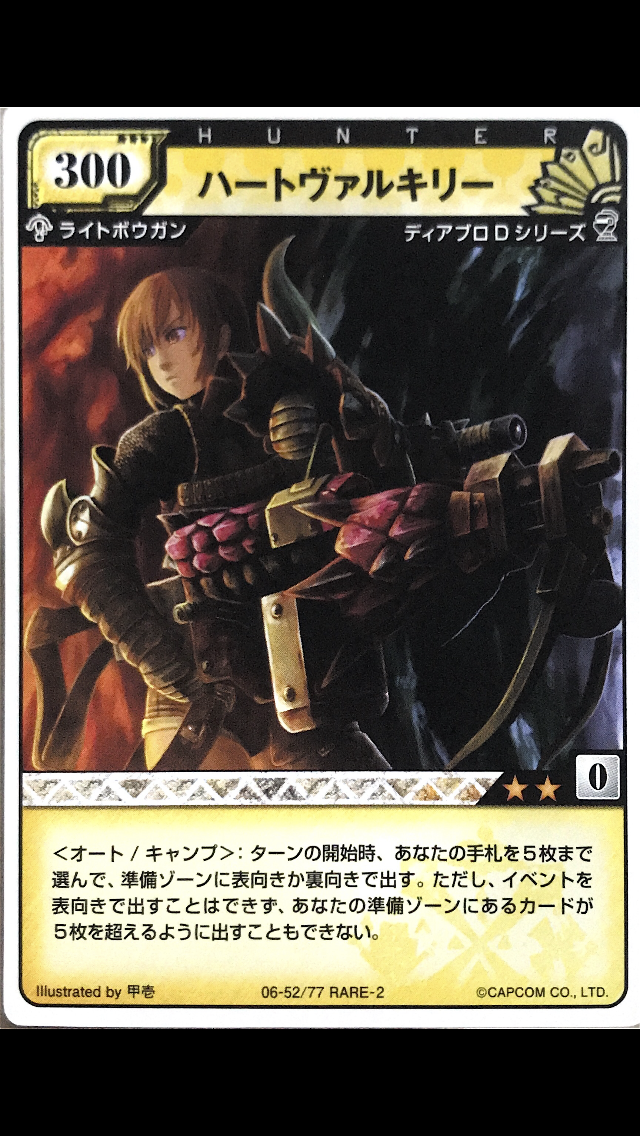 HUNTER
300
ハートヴァルキリー
ライトボウガン
ディアブロDシリーズ
0
<オート / キャンプ>：ターンの開始時、あなたの手札を５枚まで
選んで、準備ゾーンに表向きか裏向きで出す。ただし、イベントを
表向きで出すことはできず、あなたの準備ゾーンにあるカードが
５枚を超えるように出すこともできない。
Illustrated by 甲壱
06-52/77 RARE-2
©CAPCOM CO., LTD.